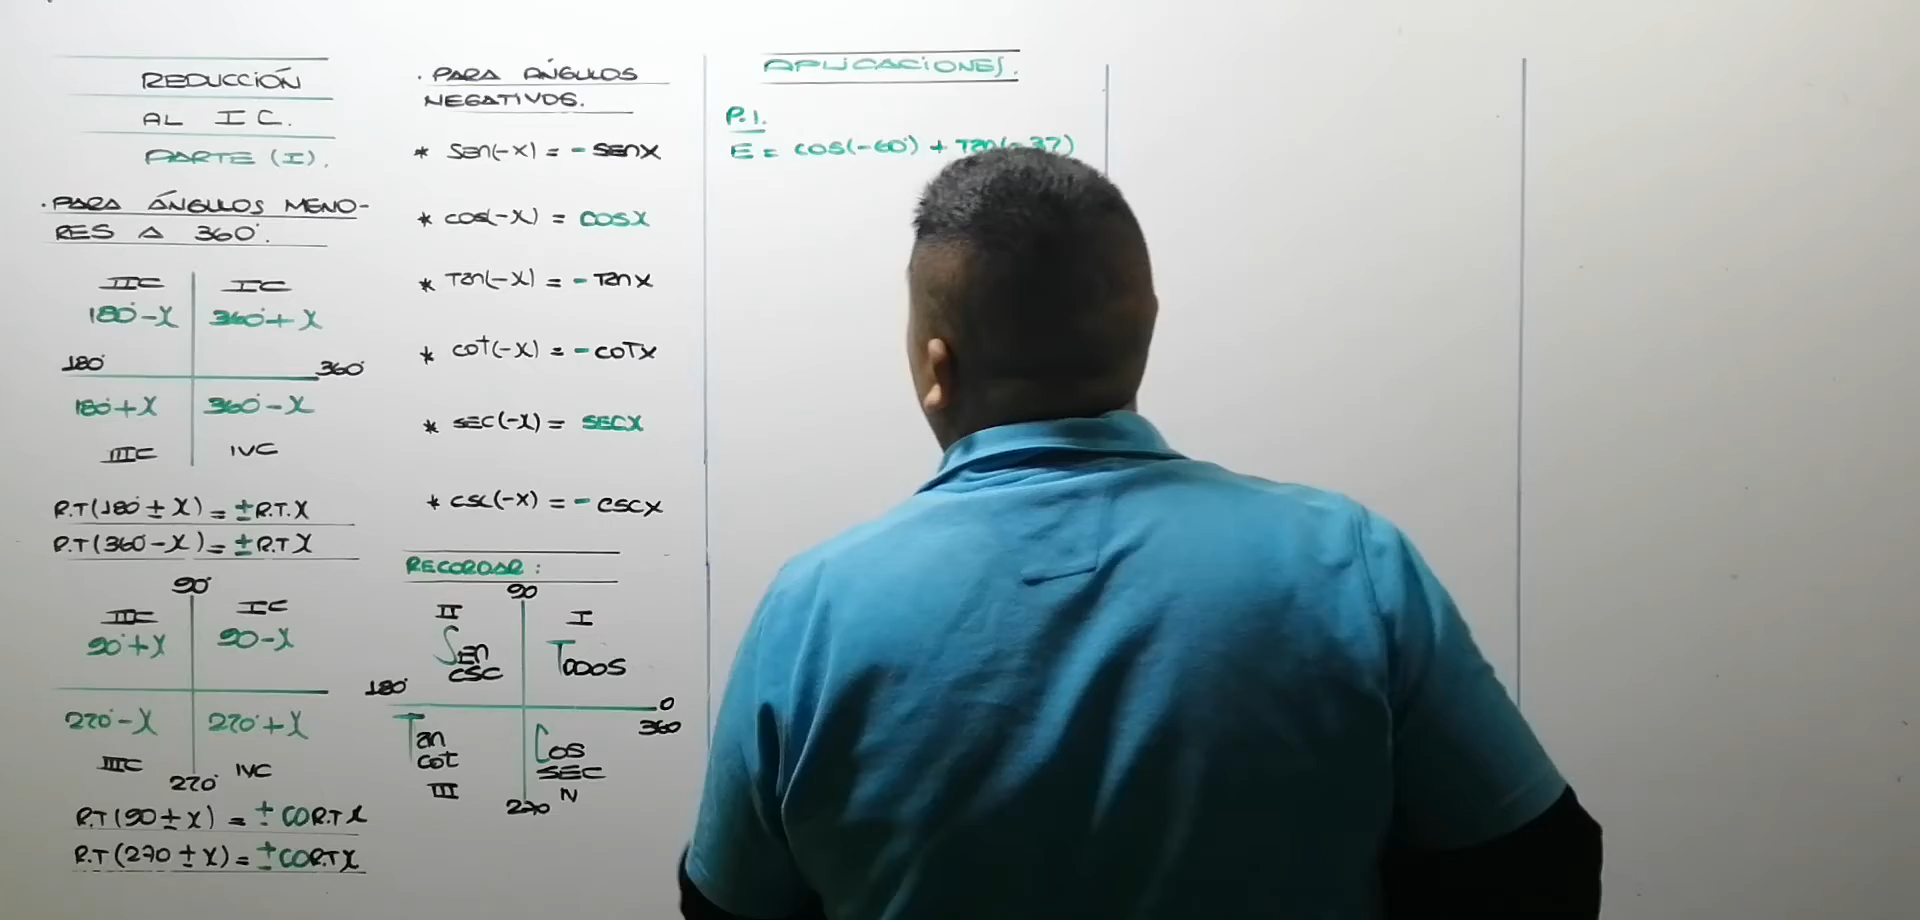 REDUCCIÓN
AL I C.
PARTE (I).
. PARA ÁNGULOS MENO-
RES A 360°.
IIC IC
180°-X 360°+X
180° 360°
180°+X 360°-X
IIIC IVC
R.T(180°±X)=±R.T.X
R.T(360-X)=±R.TX
90°
IIC IC
90°+X 90-X
270°-X 270°+X
IIIC IVC
270°
R.T(90±X) = ±CO R.T X
R.T(270±X)=±CO R.T X
. PARA ÁNGULOS
NEGATIVOS.
* Sen(-X) = -SENX
* COS(-X) = COSX
* Tan(-X) = -TanX
* COT(-X) = -COTX
* SEC(-X) = SECX
* CSC(-X) = -CSCX
RECORDAR :
90
II I
SEN
CSC
TODOS
180° 0
360
Tan
Cot
COS
SEC
III IV
270
APLICACIONES.
P.1.
E = COS(-60°) + Tan(-37)